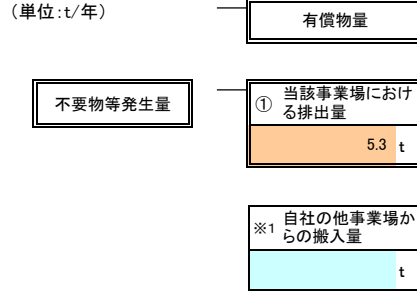 （単位：t/年）
有償物量
不要物等発生量
① 当該事業場におけ
る排出量
5.3 t
※1 自社の他事業場か
らの搬入量
t